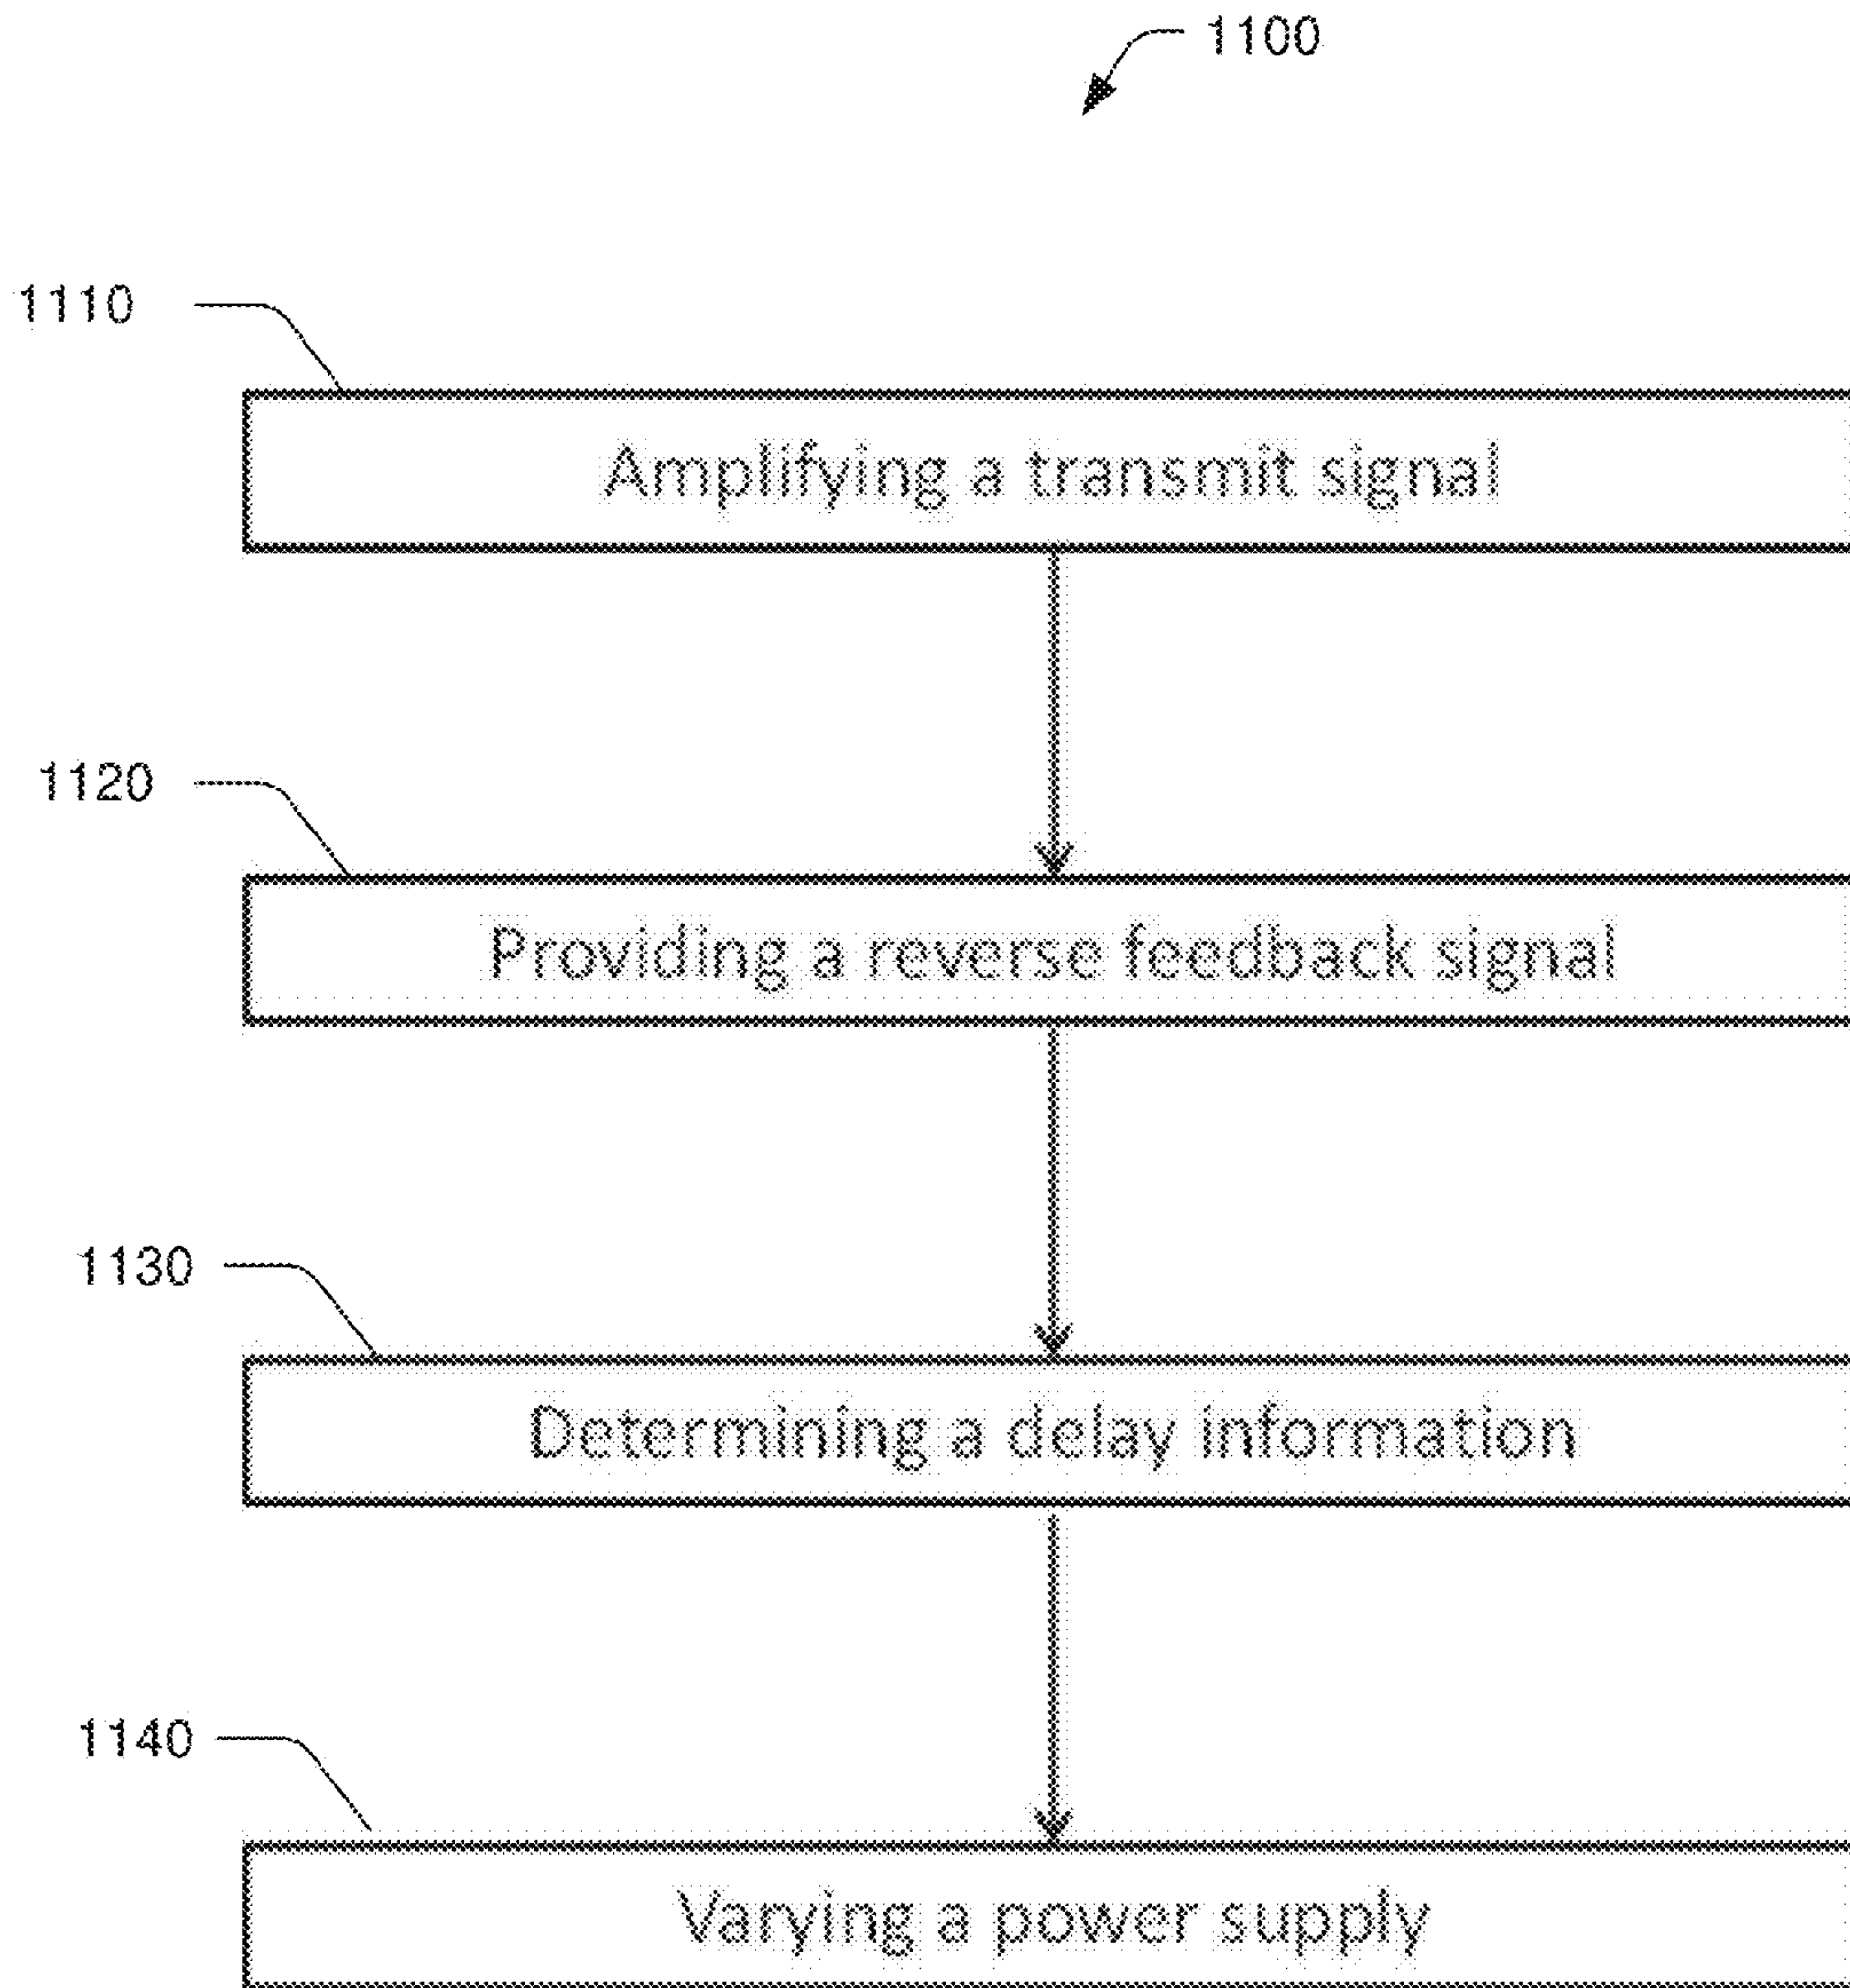 1100
1110
Amplifying a transmit signal
1120
Providing a reverse feedback signal
1130
Determining a delay information
1140
Varying a power supply